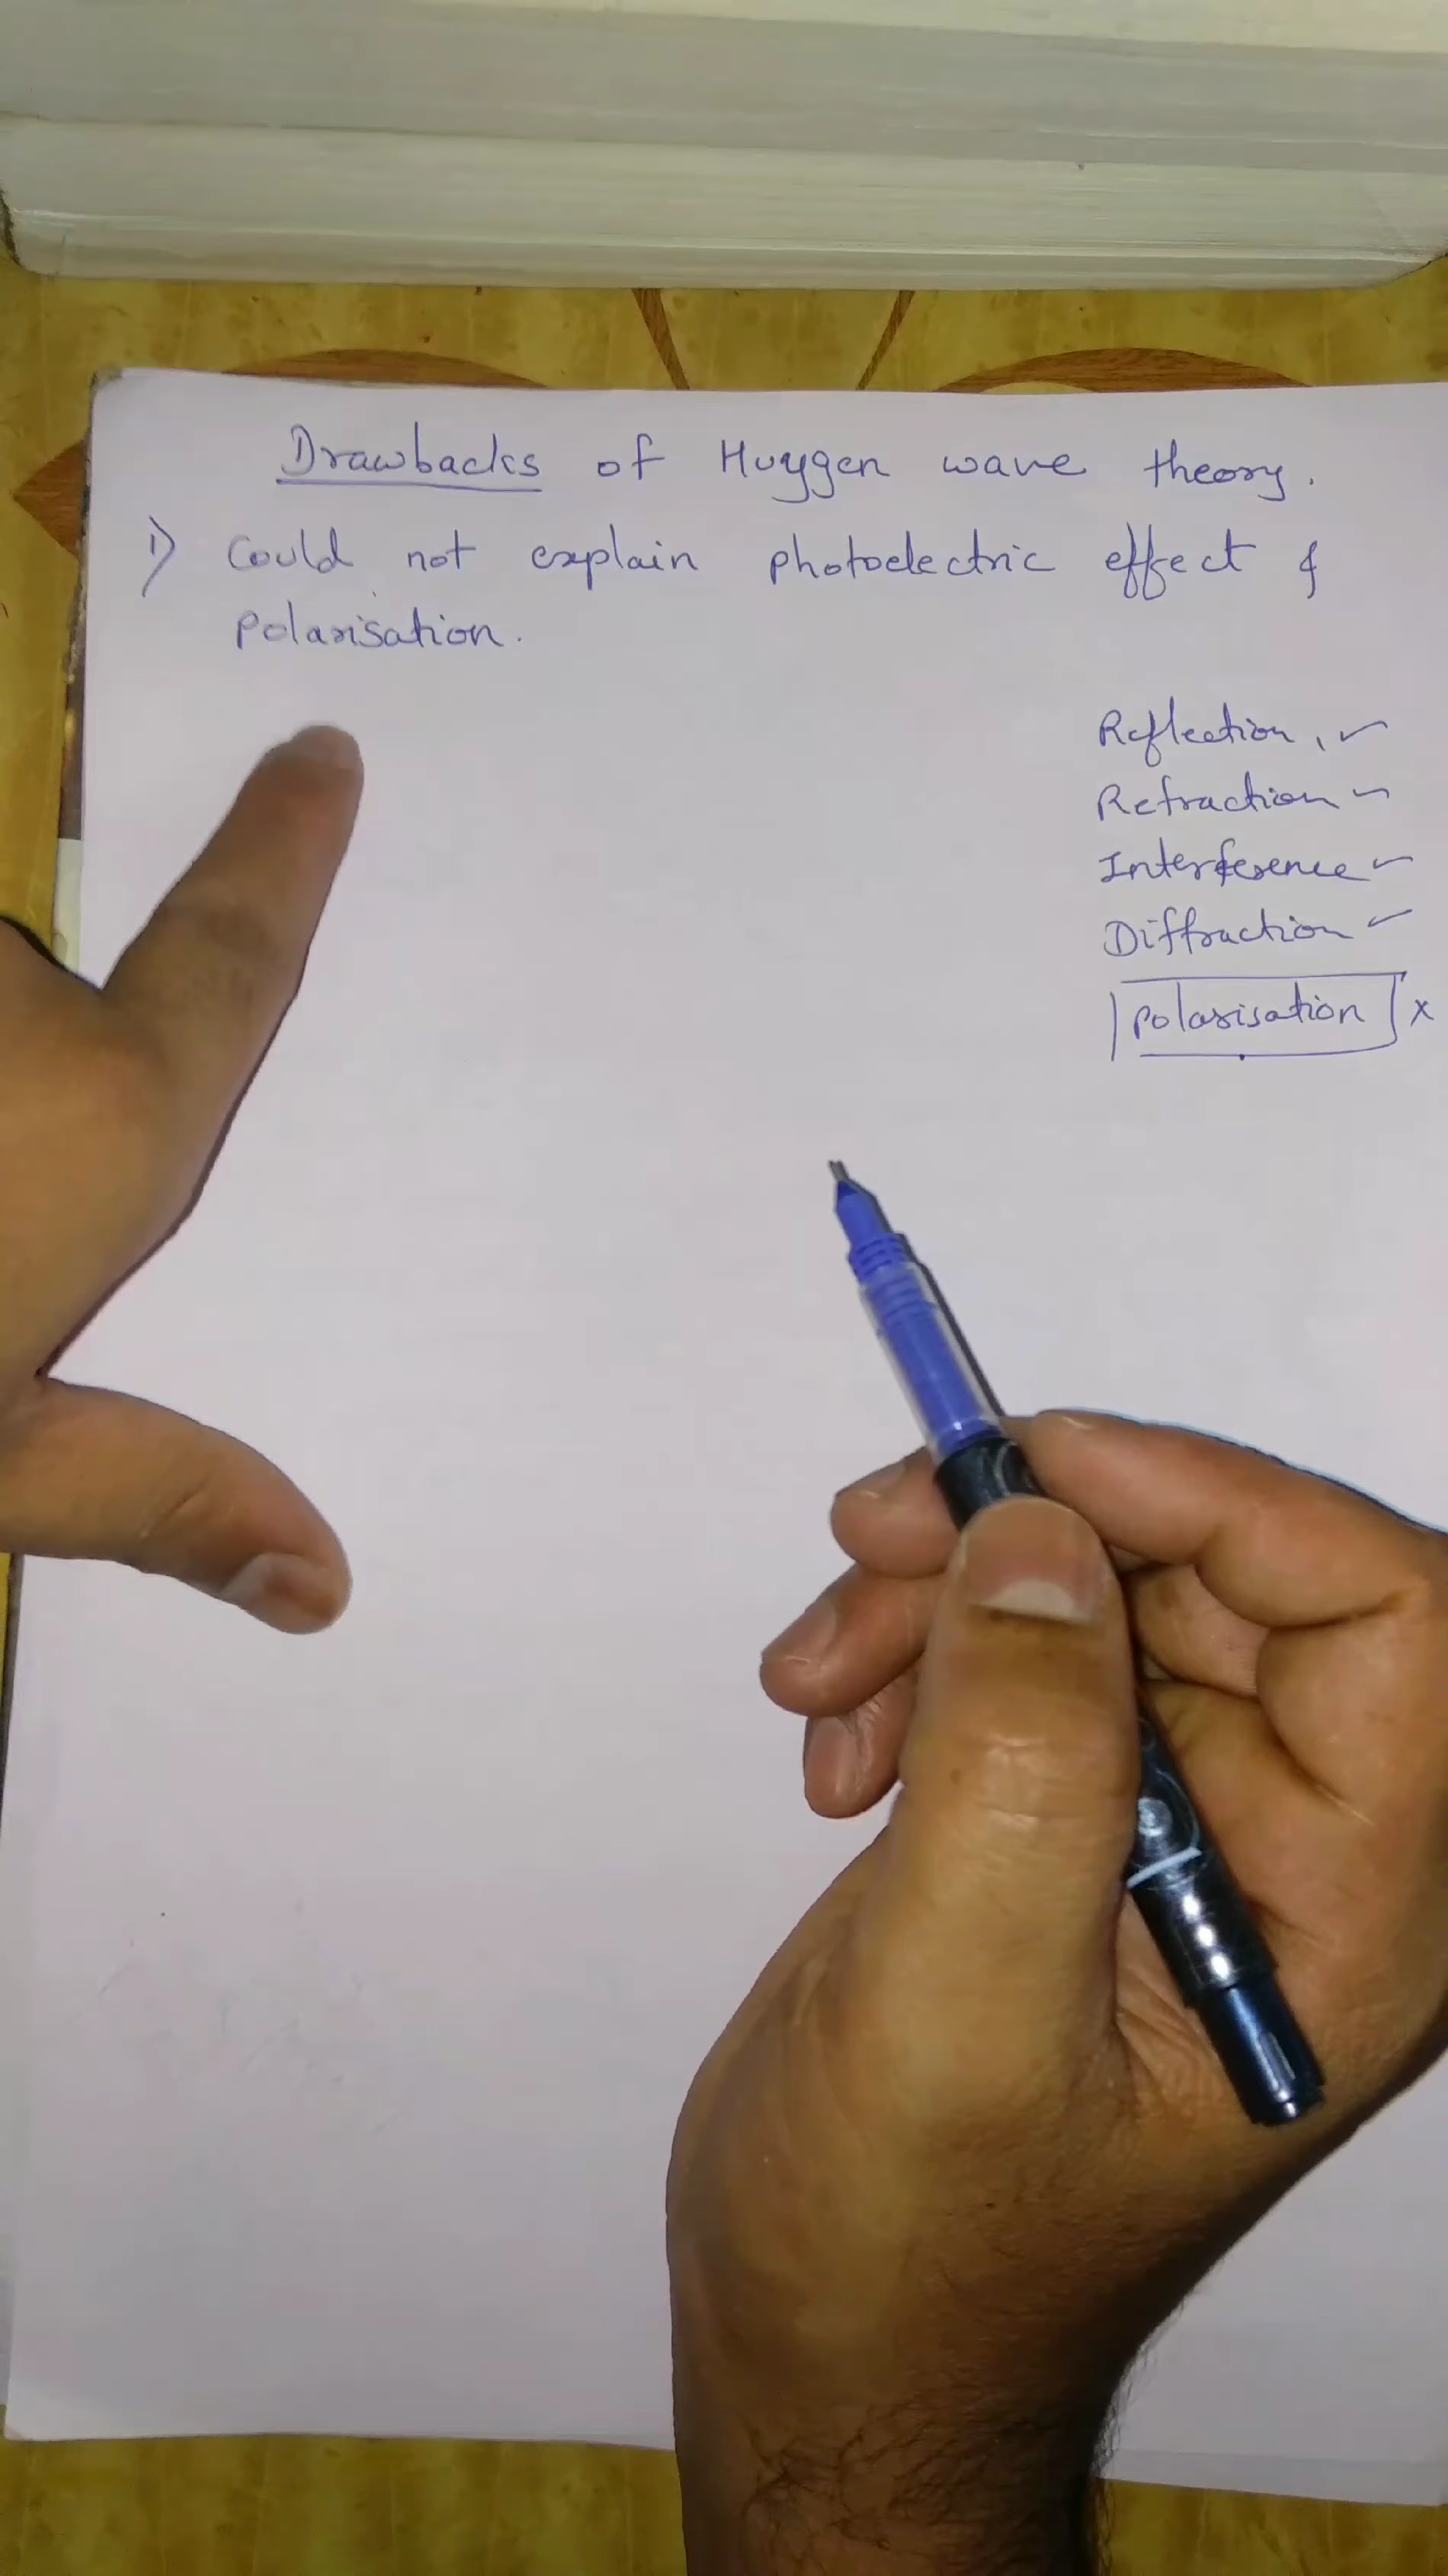 Drawbacks of Huygen wave theory.
1) Could not explain photoelectric effect &
Polarisation.
Reflection, ✓
Refraction ✓
Interference ✓
Diffraction ✓
Polarisation x